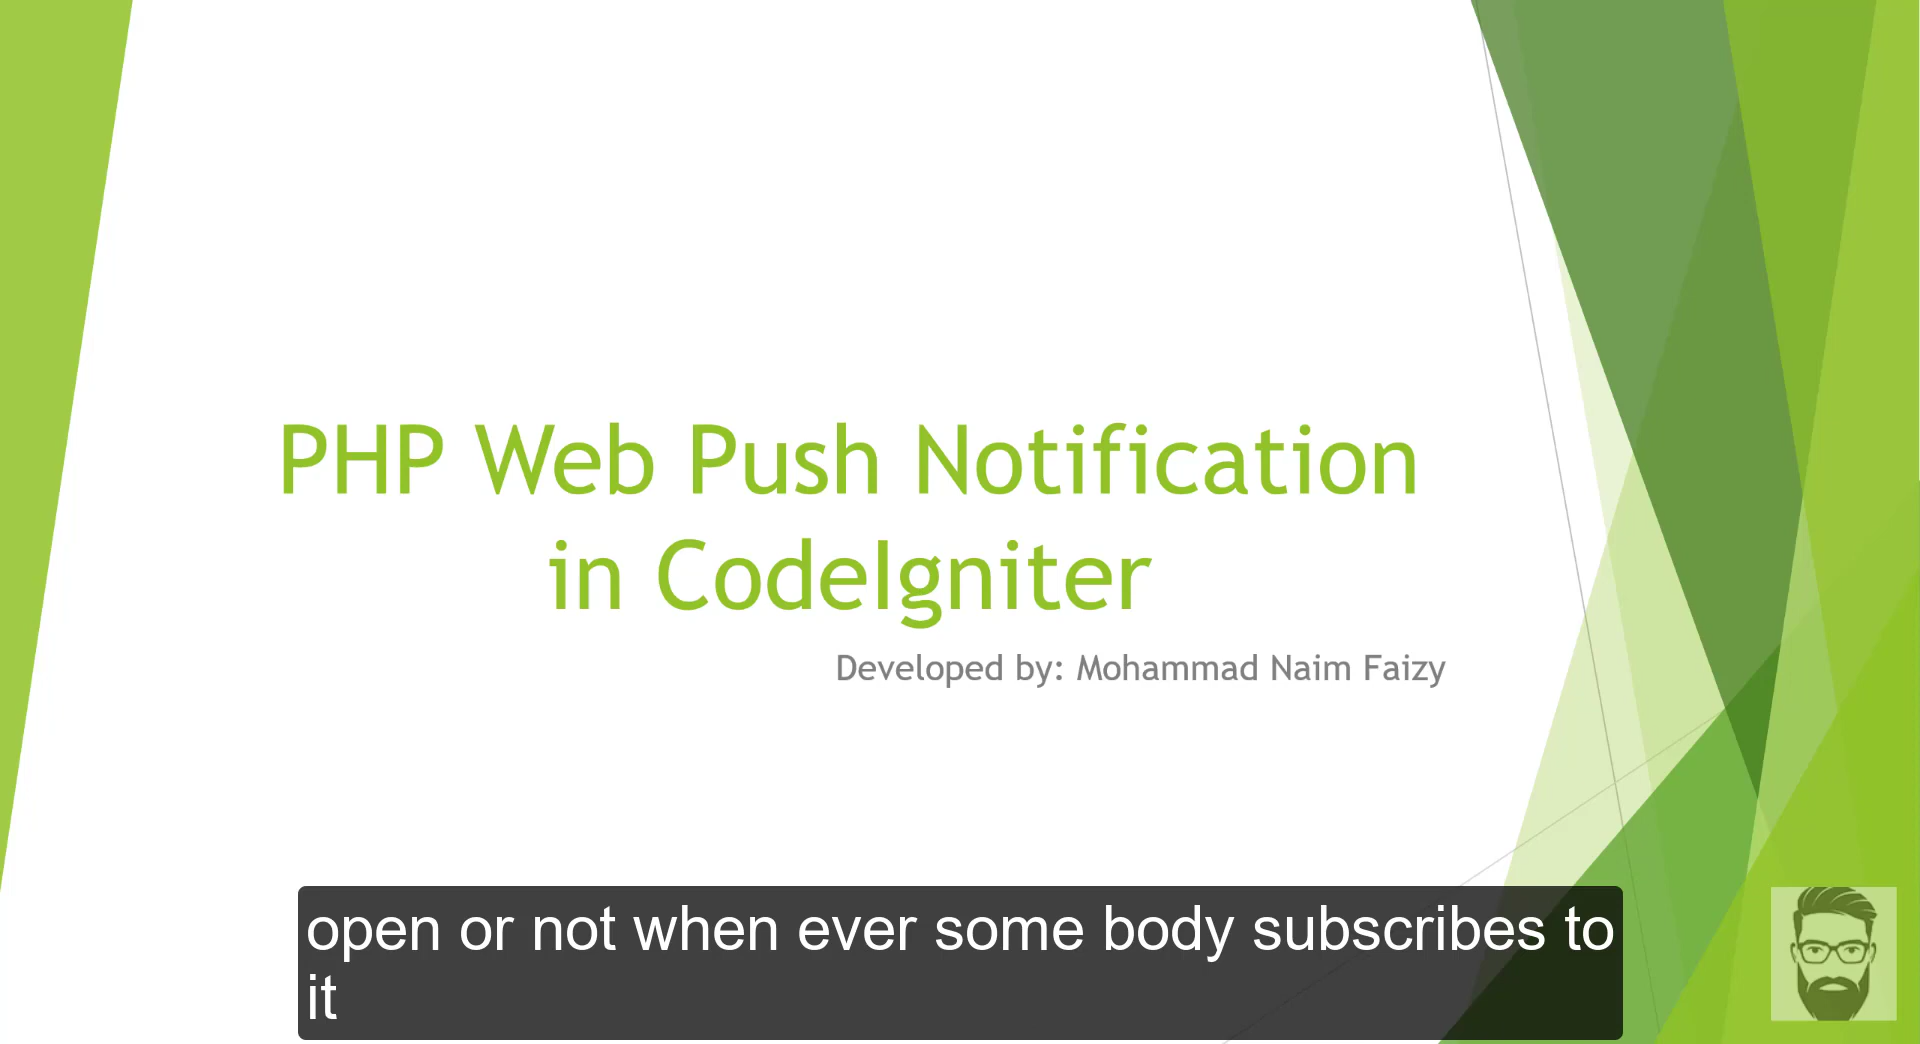 PHP Web Push Notification
in CodeIgniter
Developed by: Mohammad Naim Faizy
open or not when ever some body subscribes to
it